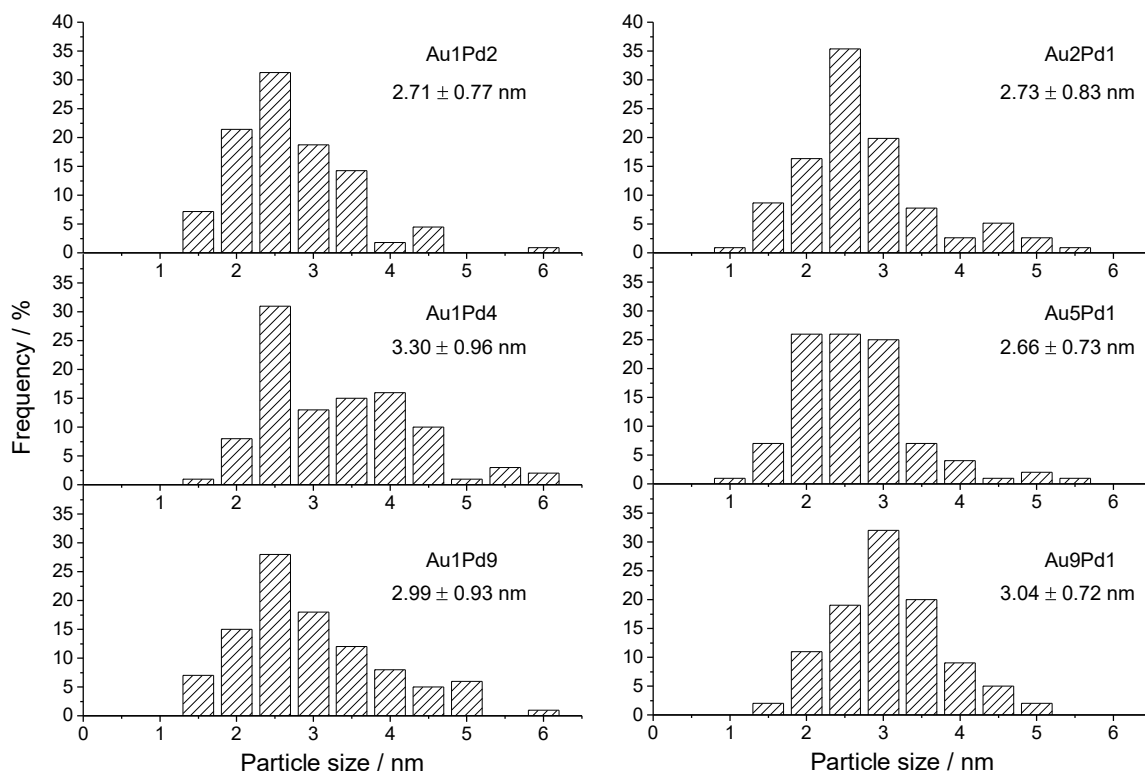 40
35
30
25
20
15
10
5
0
Au1Pd2
2.71 ± 0.77 nm
1 2 3 4 5 6
40
35
30
25
20
15
10
5
0
Au2Pd1
2.73 ± 0.83 nm
1 2 3 4 5 6
Frequency / %
35
30
25
20
15
10
5
0
Au1Pd4
3.30 ± 0.96 nm
1 2 3 4 5 6
35
30
25
20
15
10
5
0
Au5Pd1
2.66 ± 0.73 nm
1 2 3 4 5 6
35
30
25
20
15
10
5
0
Au1Pd9
2.99 ± 0.93 nm
0 1 2 3 4 5 6
Particle size / nm
35
30
25
20
15
10
5
0
Au9Pd1
3.04 ± 0.72 nm
0 1 2 3 4 5 6
Particle size / nm